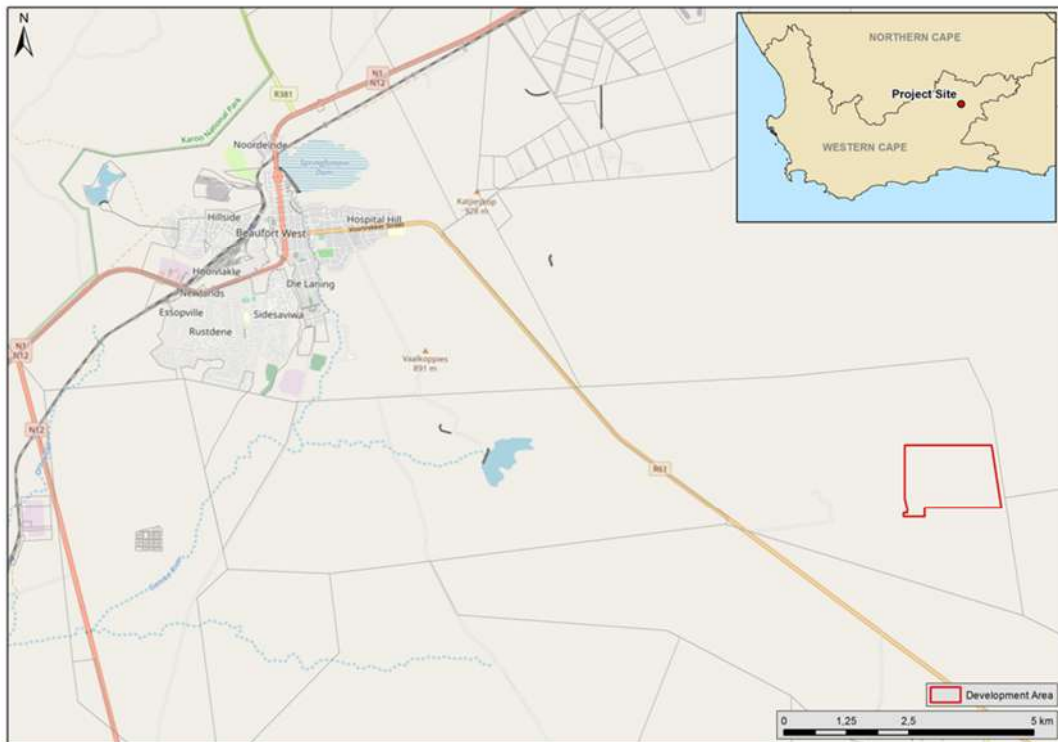 N
NORTHERN CAPE
Project Site
WESTERN CAPE
N1
N12
R381
Karoo National Park
Noordeinde
Springfontein
Dam
Katjieskop
928 m
Hillside
Hospital Hill
Beaufort West
Hooivlakte
Newlands
Die Laning
Essopville
Sidesaviwa
Rustdene
N1
N12
Vaalkoppies
891 m
N12
R61
Development Area
0
1,25
2,5
5 km